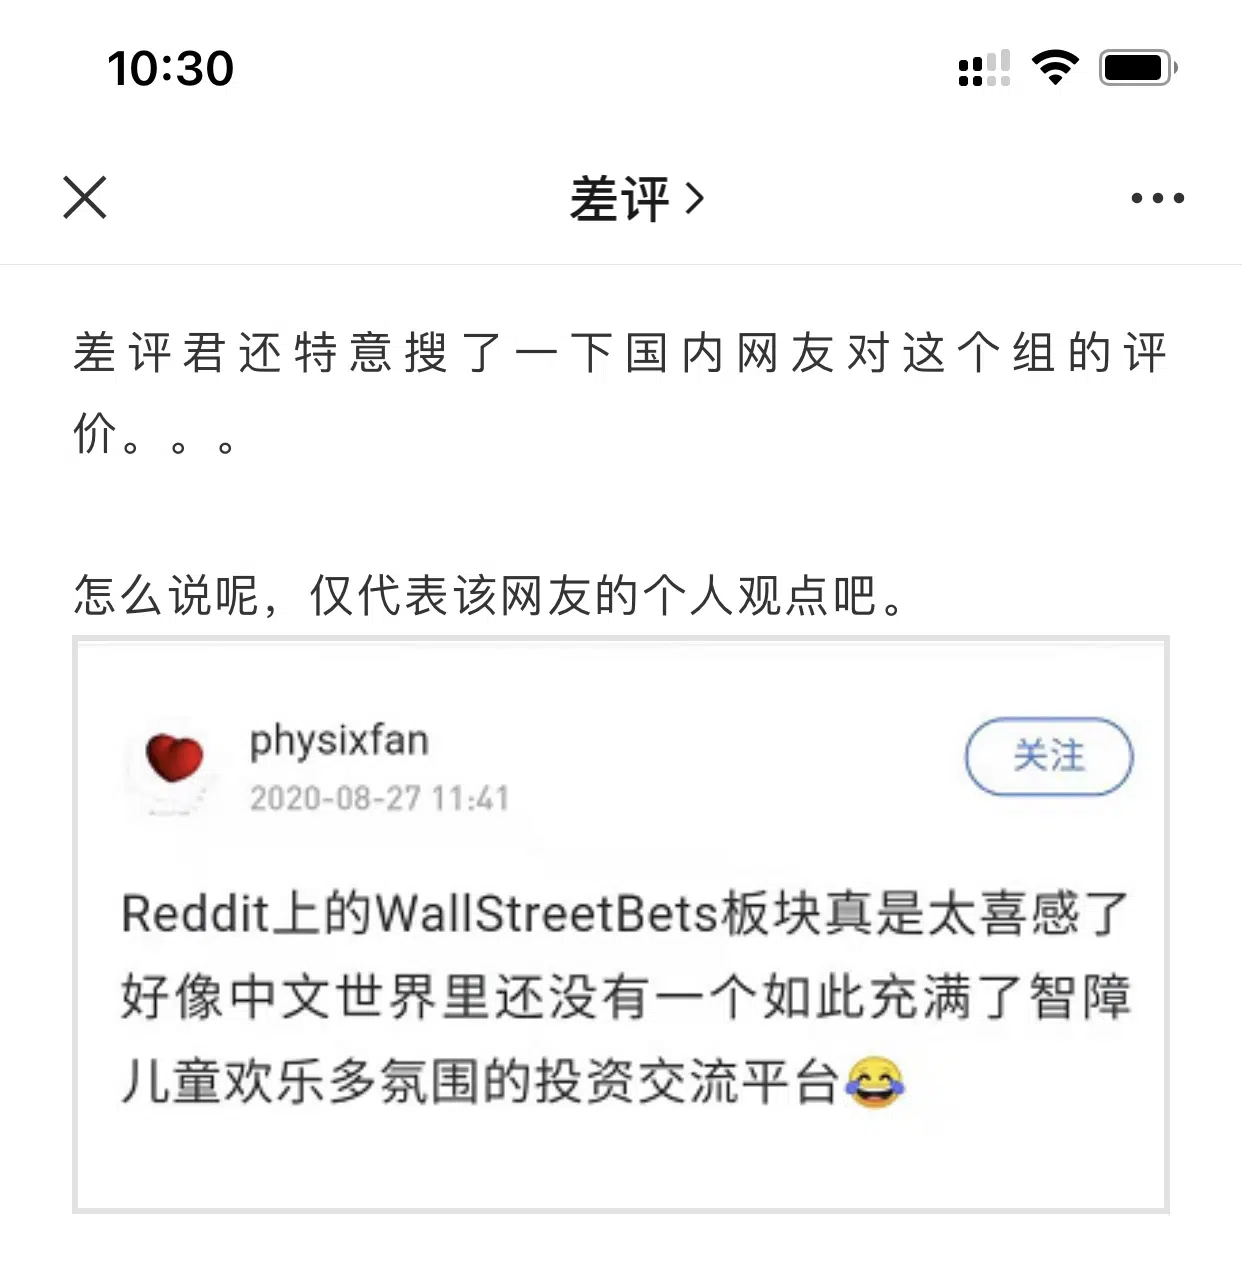 10:30
差评
差评君还特意搜了一下国内网友对这个组的评
价。。。
怎么说呢，仅代表该网友的个人观点吧。
physixfan
关注
2020-08-27 11:41
Reddit上的WallStreetBets板块真是太喜感了
好像中文世界里还没有一个如此充满了智障
儿童欢乐多氛围的投资交流平台😂